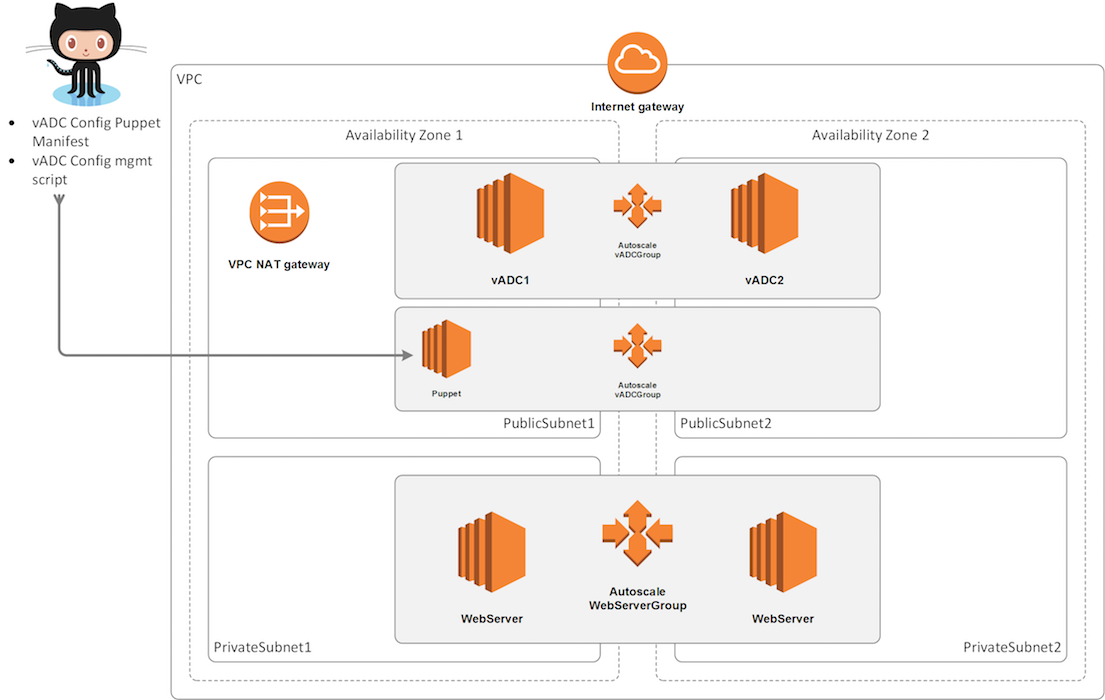 VPC
Internet gateway
vADC Config Puppet
Manifest
vADC Config mgmt
script
Availability Zone 1
Availability Zone 2
VPC NAT gateway
vADC1
Autoscale
vADCGroup
vADC2
Puppet
Autoscale
vADCGroup
PublicSubnet1
PublicSubnet2
WebServer
Autoscale
WebServerGroup
WebServer
PrivateSubnet1
PrivateSubnet2